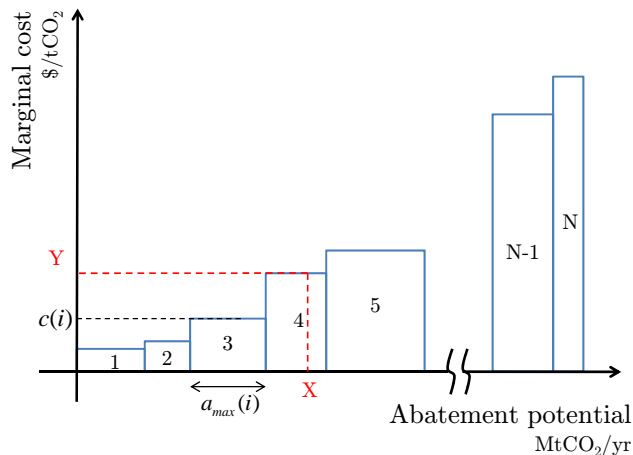 Marginal cost
$/tCO₂
Y
c(i)
1
2
3
4
5
N-1
N
a_max(i)
X
Abatement potential
MtCO₂/yr